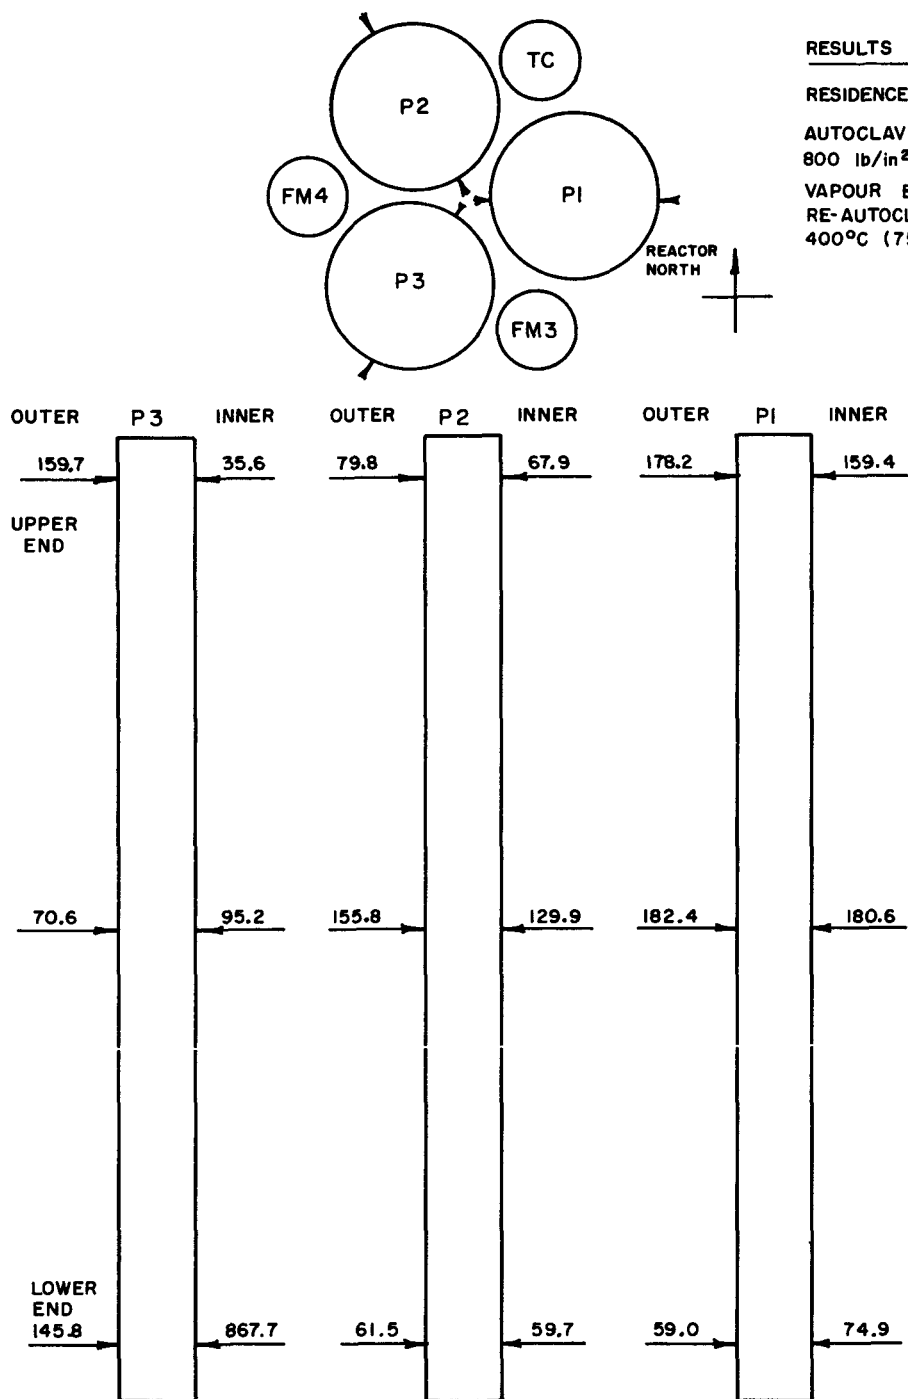 RESULTS
RESIDENCE
AUTOCLAV
800 lb/in²
VAPOUR
RE-AUTOCL
400°C (75
TC
P2
P1
FM4
P3
FM3
REACTOR
NORTH
OUTER P3 INNER OUTER P2 INNER OUTER P1 INNER
159.7 35.6 79.8 67.9 178.2 159.4
UPPER
END
70.6 95.2 155.8 129.9 182.4 180.6
LOWER
END
145.8 867.7 61.5 59.7 59.0 74.9